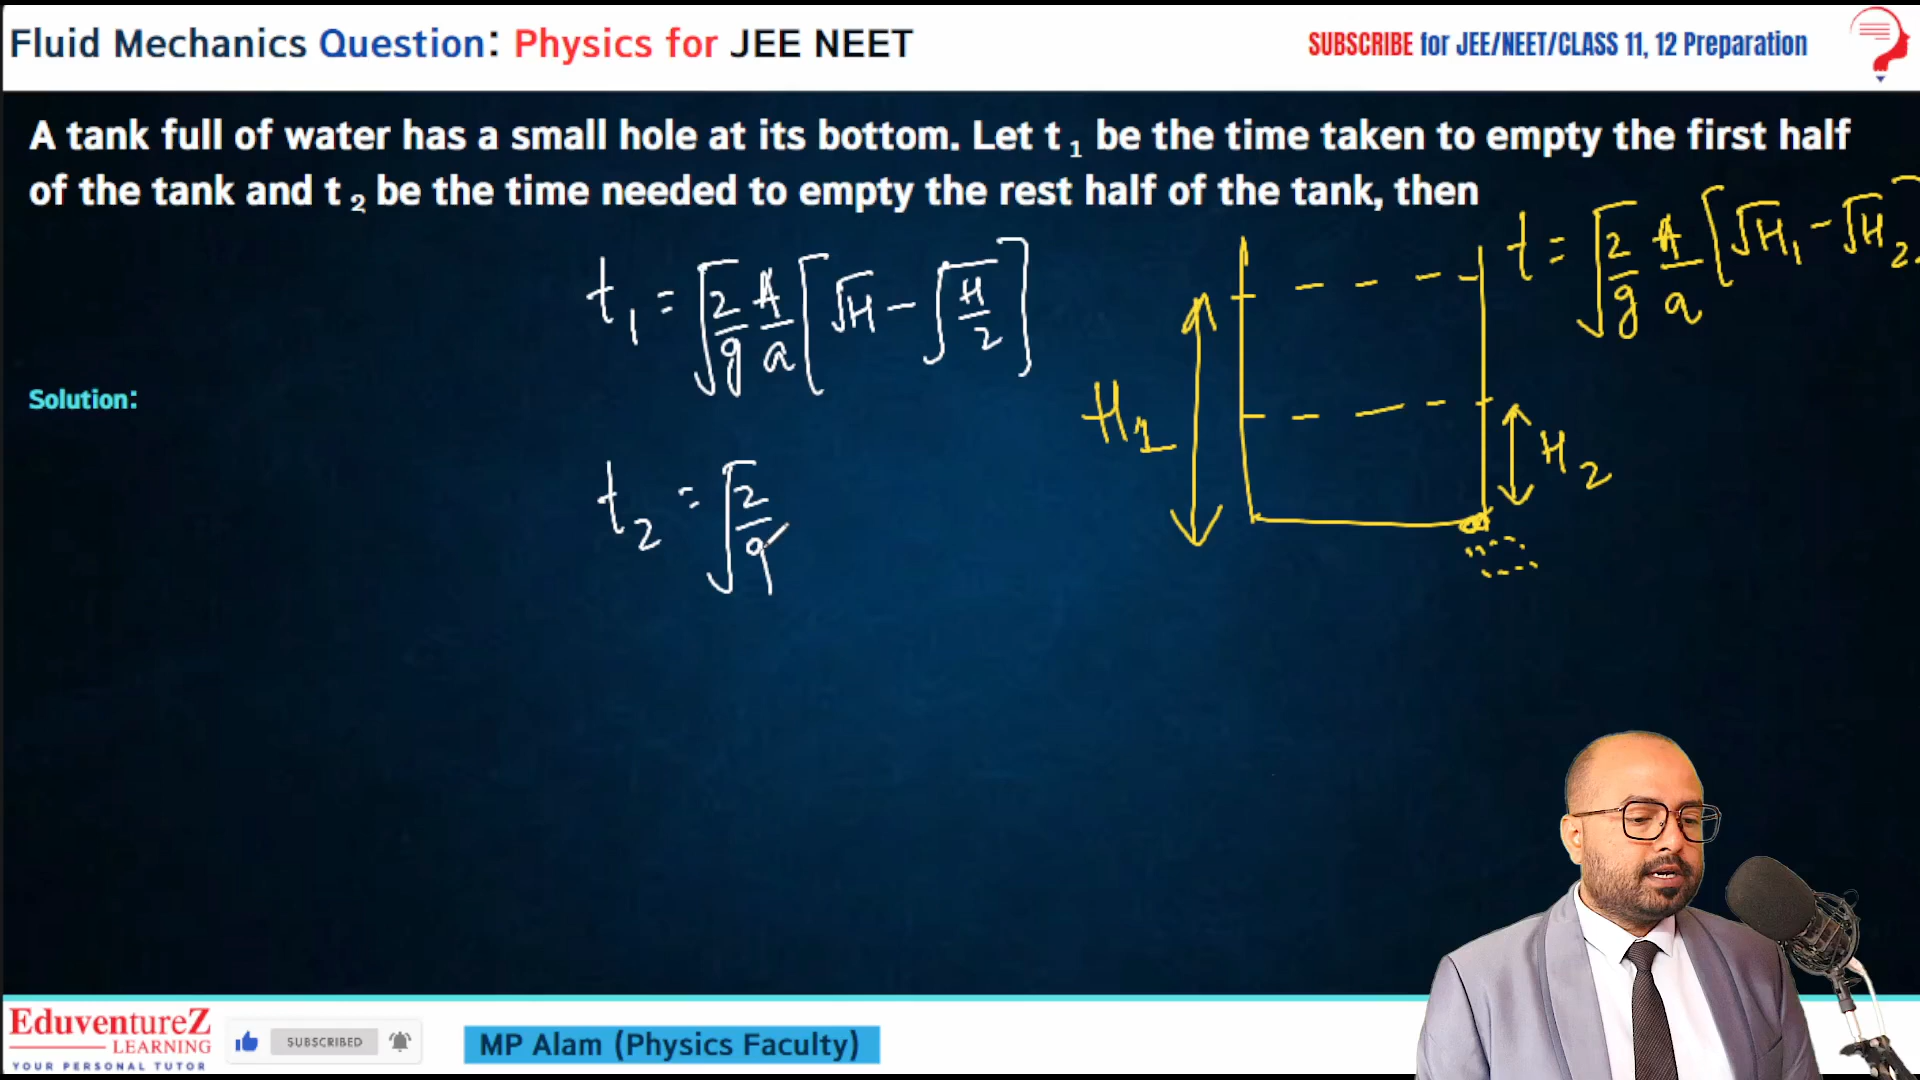 Fluid Mechanics Question: Physics for JEE NEET
SUBSCRIBE for JEE/NEET/CLASS 11, 12 Preparation
A tank full of water has a small hole at its bottom. Let t₁ be the time taken to empty the first half
of the tank and t₂ be the time needed to empty the rest half of the tank, then
t = √(2/g) A/a [√H₁ - √H₂
t₁ = √(2/g) A/a [√H - √(H/2)]
Solution:
H₁
H₂
t₂ = √(2/g
EduventureZ
LEARNING
YOUR PERSONAL TUTOR
SUBSCRIBED
MP Alam (Physics Faculty)